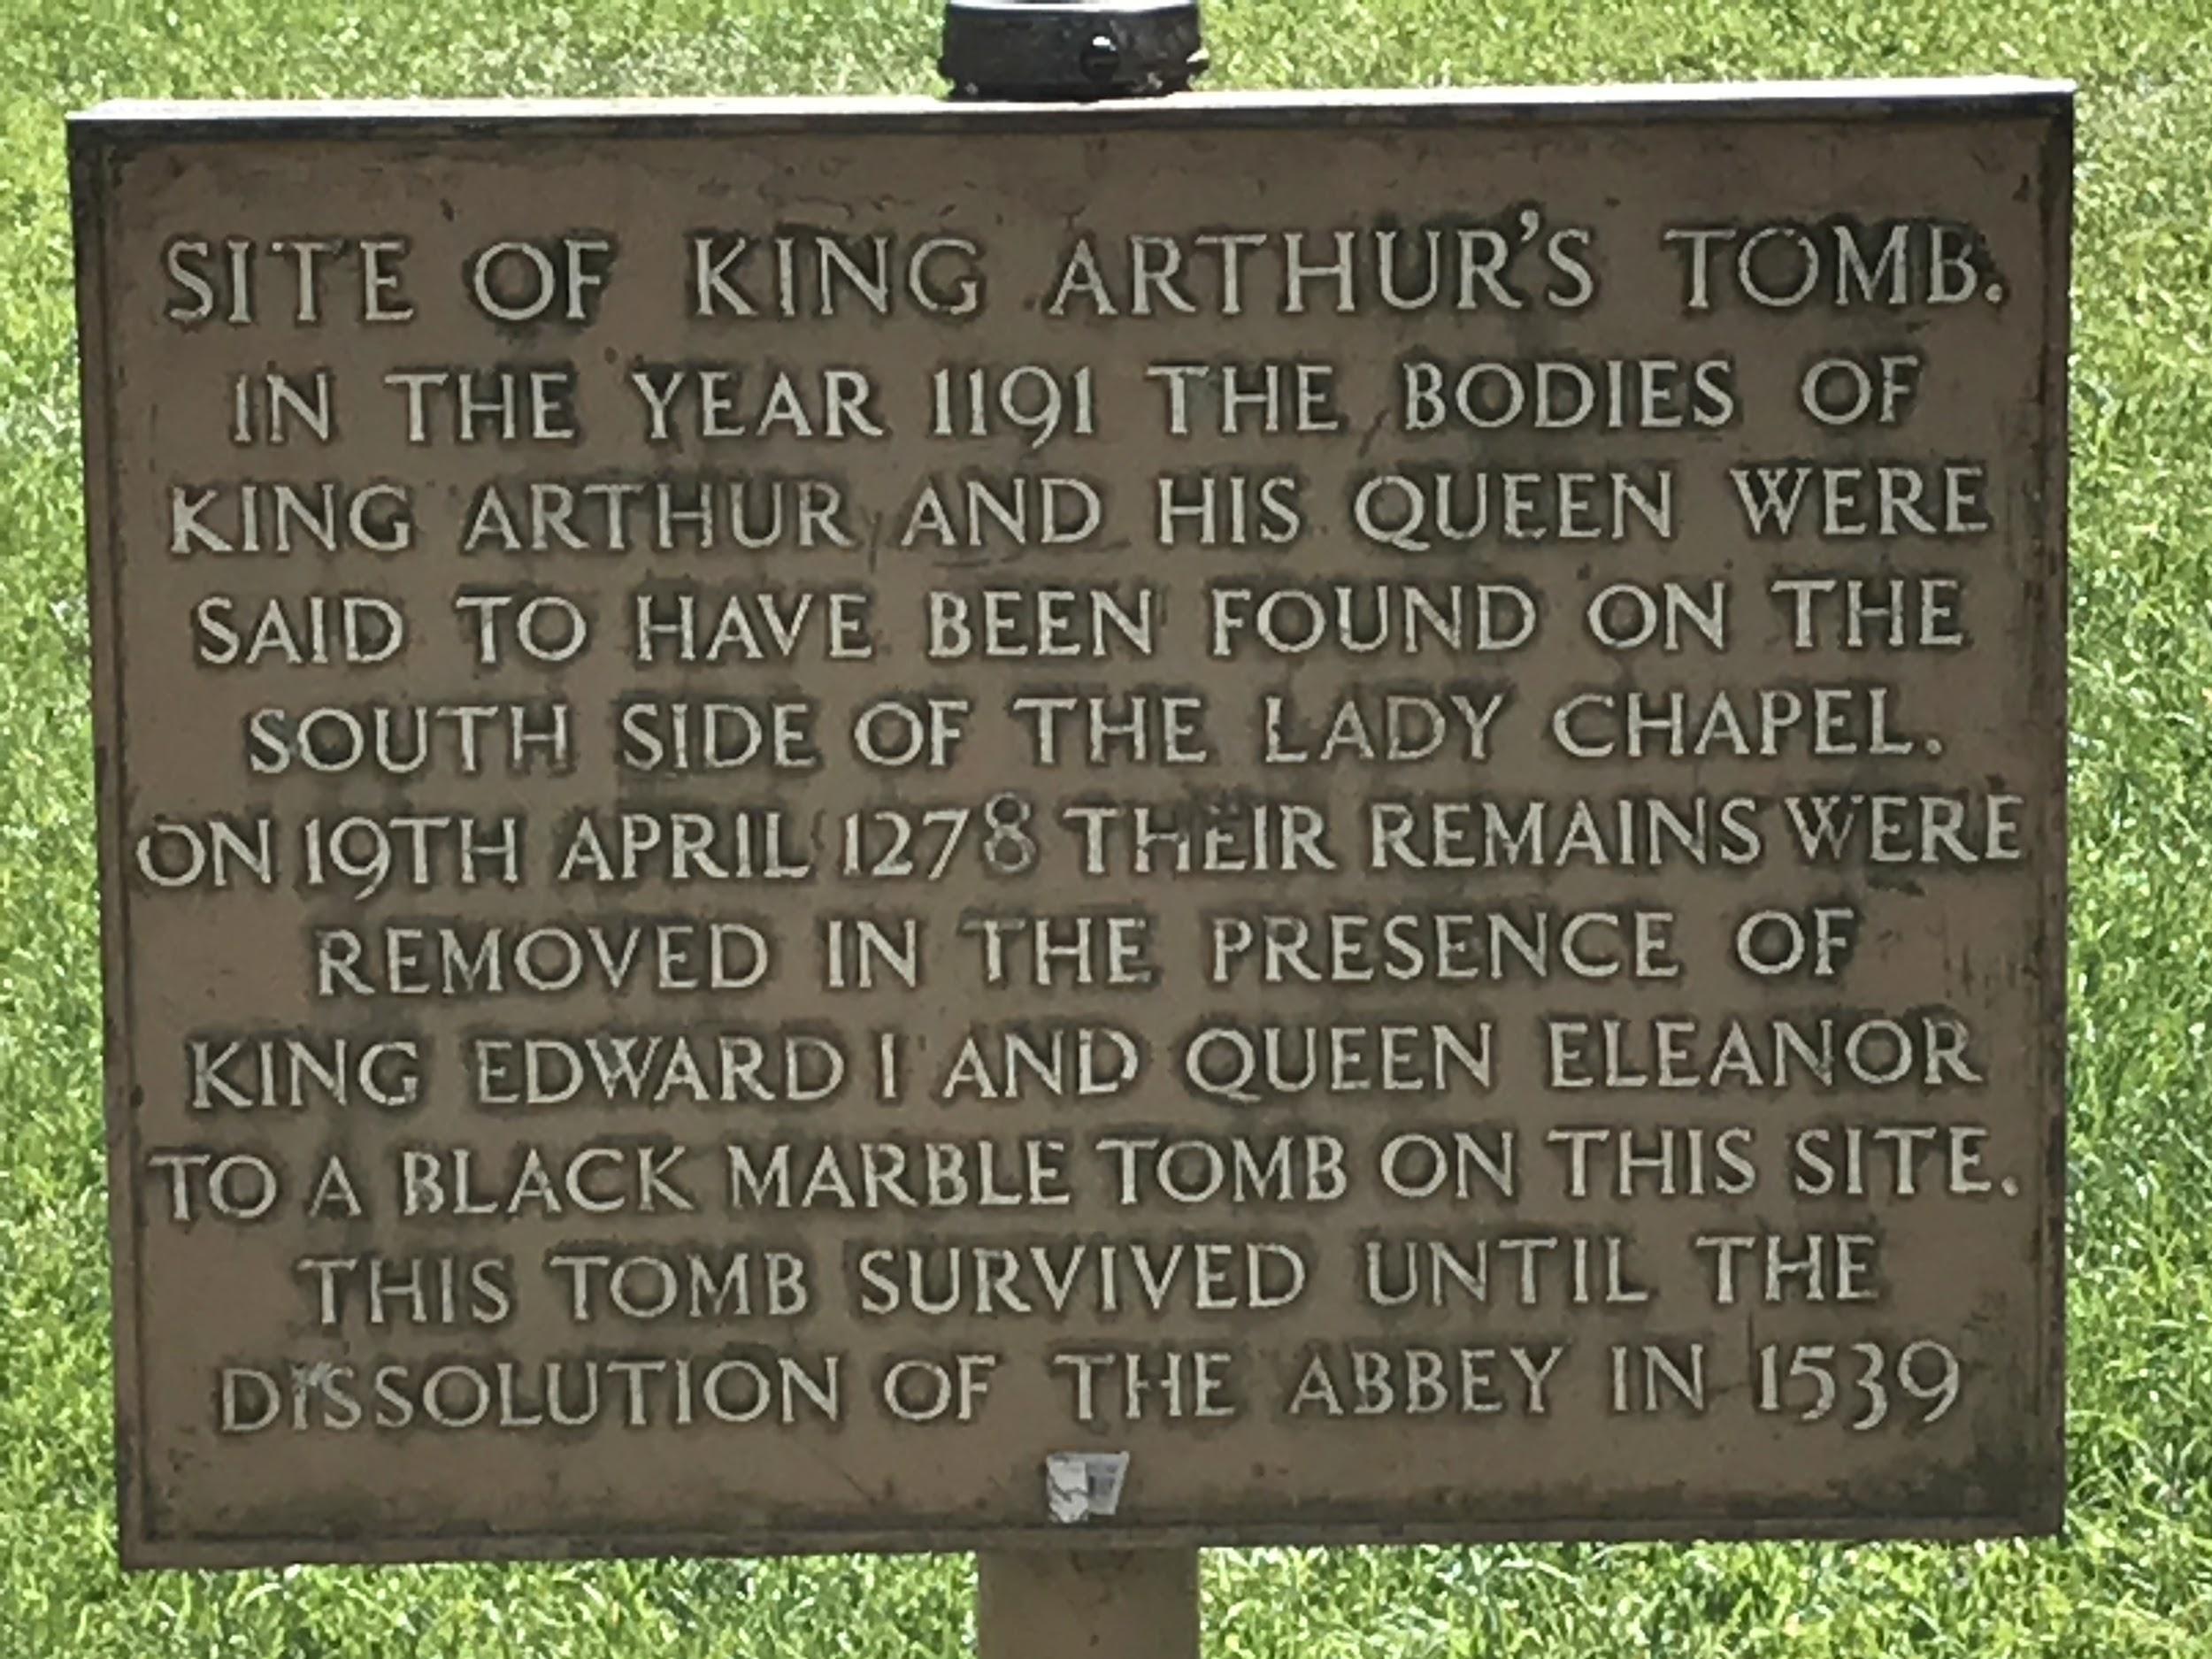 SITE OF KING ARTHUR'S TOMB.
IN THE YEAR 1191 THE BODIES OF
KING ARTHUR AND HIS QUEEN WERE
SAID TO HAVE BEEN FOUND ON THE
SOUTH SIDE OF THE LADY CHAPEL.
ON 19TH APRIL 1278 THEIR REMAINS WERE
REMOVED IN THE PRESENCE OF
KING EDWARD I AND QUEEN ELEANOR
TO A BLACK MARBLE TOMB ON THIS SITE.
THIS TOMB SURVIVED UNTIL THE
DISSOLUTION OF THE ABBEY IN 1539